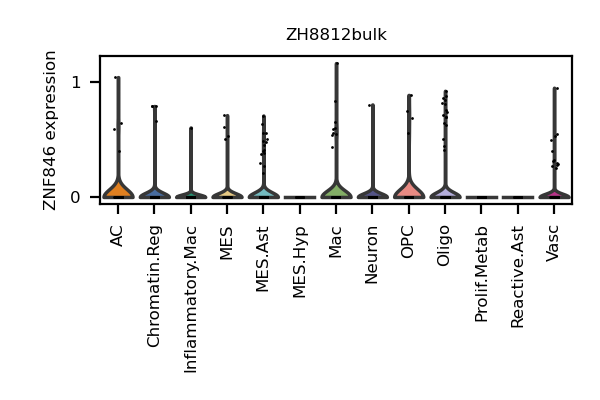 ZH8812bulk
ZNF846 expression
1
0
AC
Chromatin.Reg
Inflammatory.Mac
MES
MES.Ast
MES.Hyp
Mac
Neuron
OPC
Oligo
Prolif.Metab
Reactive.Ast
Vasc